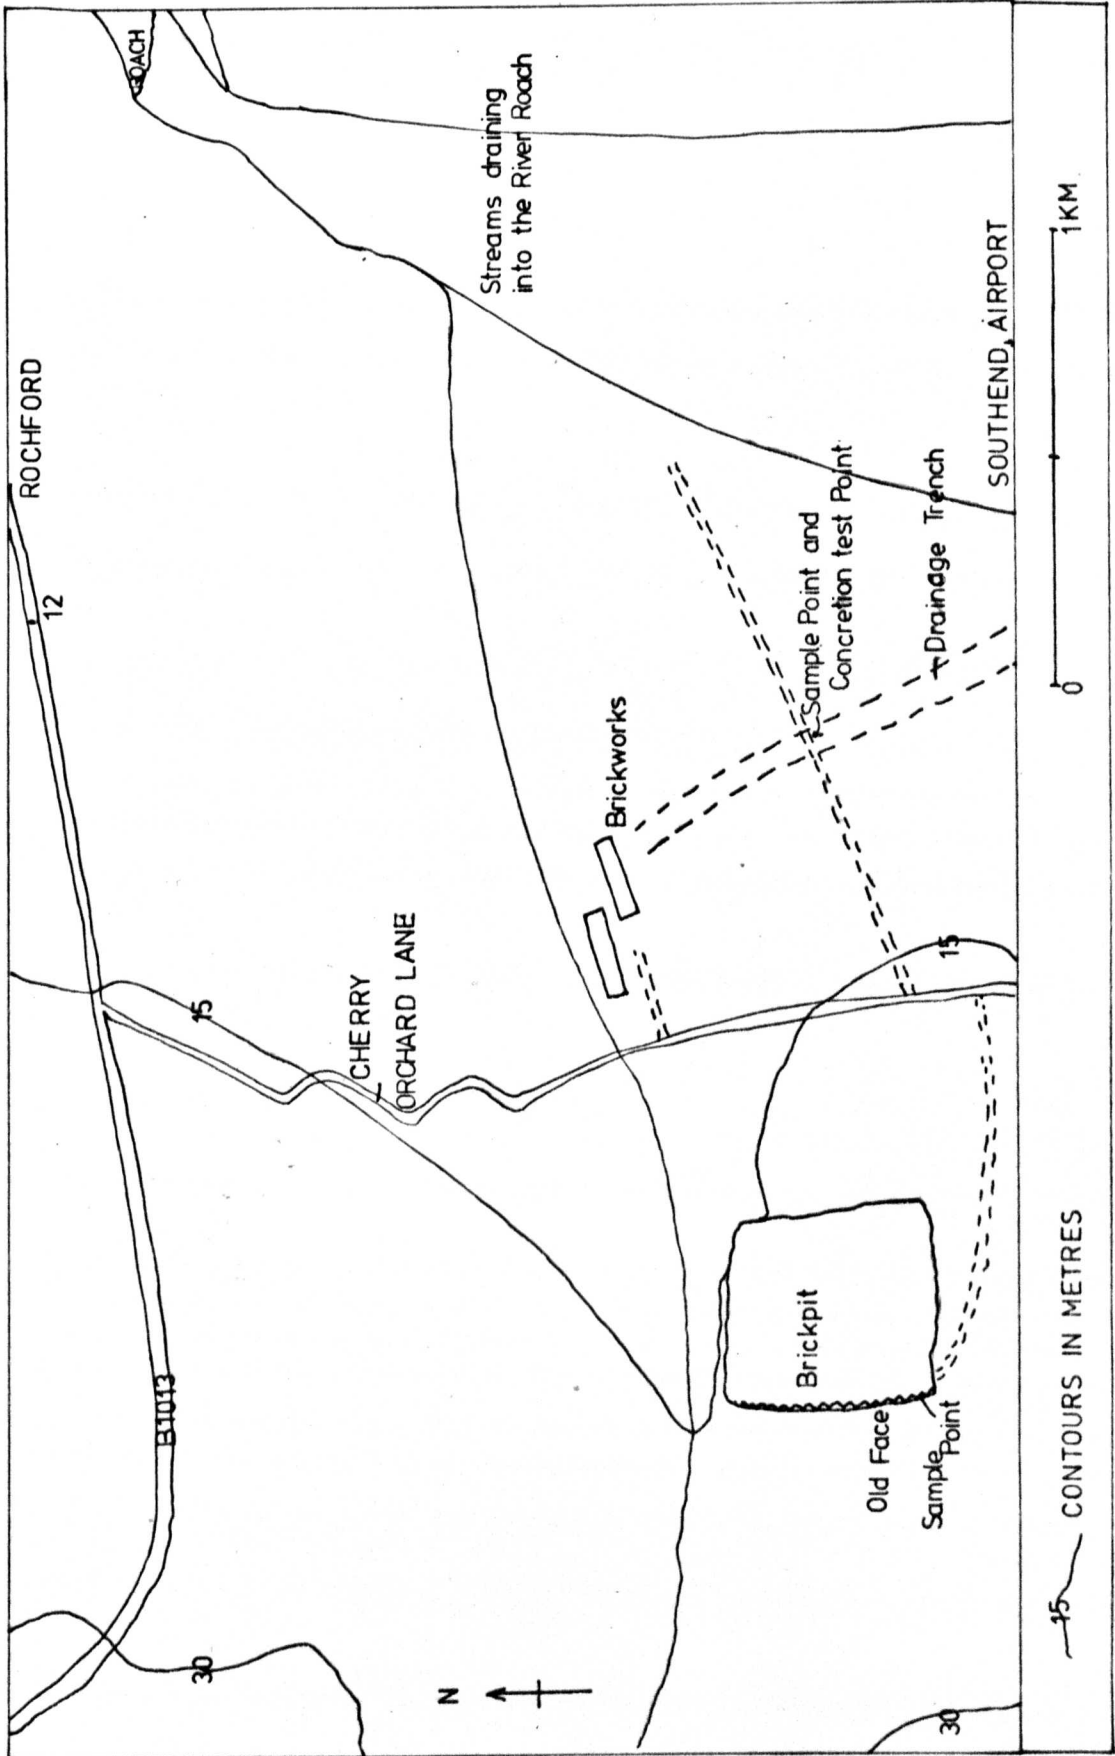 ROCHFORD
ROACH
12
B1013
15
30
CHERRY
ORCHARD LANE
Streams draining
into the River Roach
N
Brickworks
Sample Point and
Concretion test Point
Drainage Trench
Brickpit
Old Face
Sample
Point
15
30
SOUTHEND AIRPORT
15 CONTOURS IN METRES
0
1KM